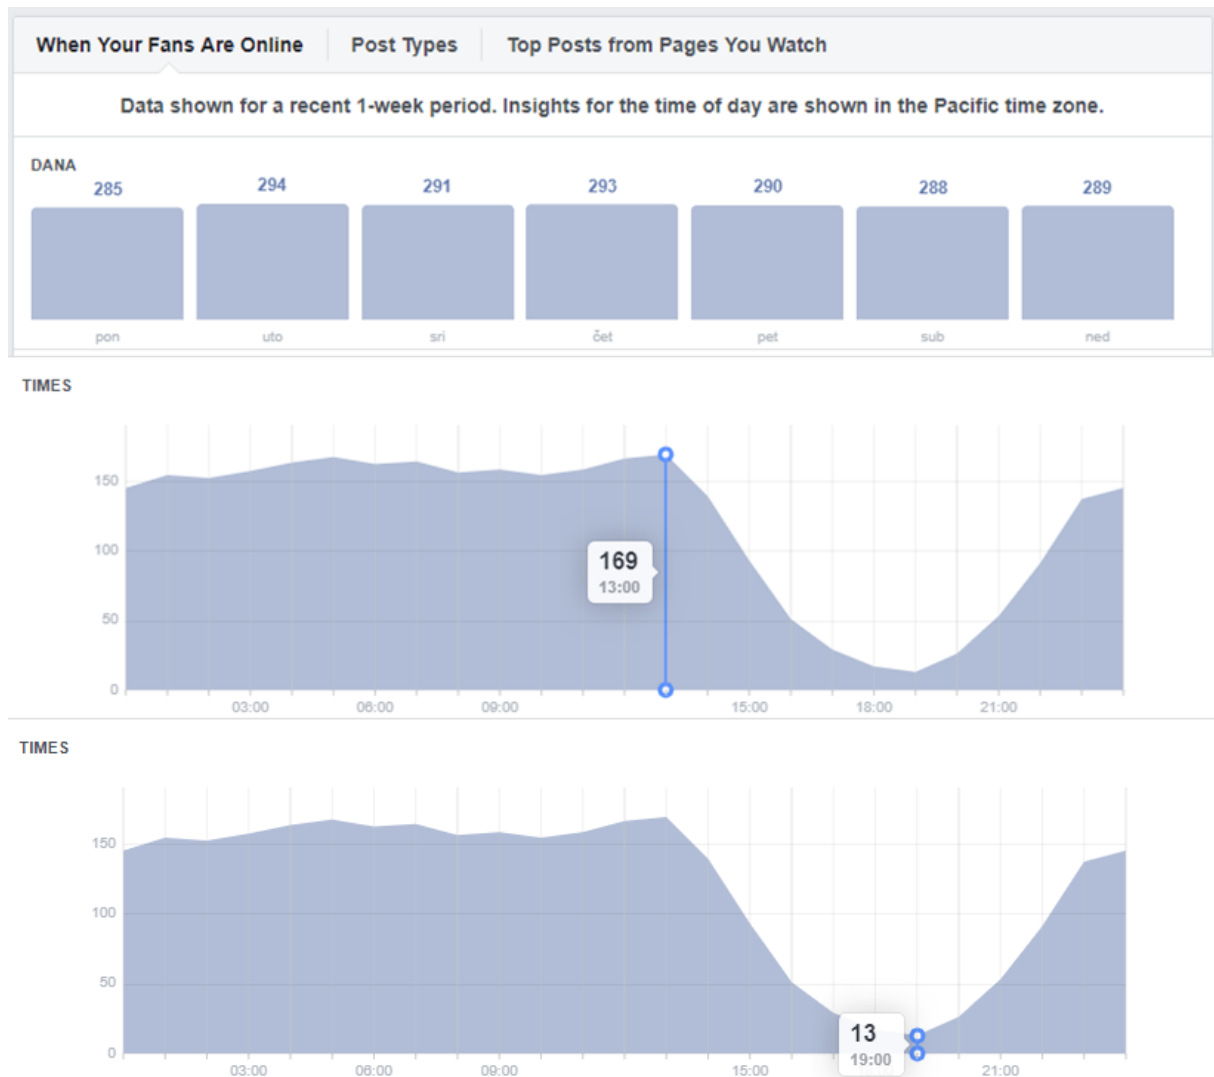 When Your Fans Are Online Post Types Top Posts from Pages You Watch
Data shown for a recent 1-week period. Insights for the time of day are shown in the Pacific time zone.
DANA
285 294 291 293 290 288 289
pon uto sri čet pet sub ned
TIMES
150
100
50
0
169
13:00
03:00 06:00 09:00 15:00 18:00 21:00
TIMES
150
100
50
0
13
19:00
03:00 06:00 09:00 15:00 21:00